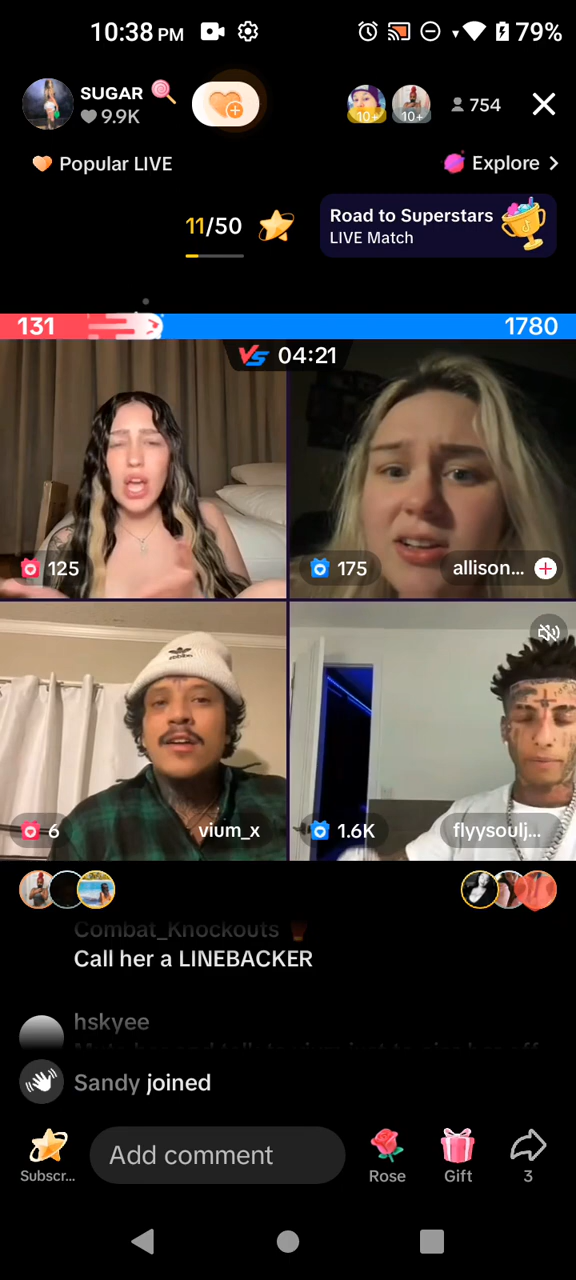 10:38 PM
79%
SUGAR 🍭
9.9K
10+
10+
754
Popular LIVE
Explore >
11/50
Road to Superstars
LIVE Match
131
1780
VS 04:21
125
175
allison...
6
vium_x
1.6K
flyysoulj...
Combat_Knockouts
Call her a LINEBACKER
hskyee
Sandy joined
Subscr...
Add comment
Rose
Gift
3